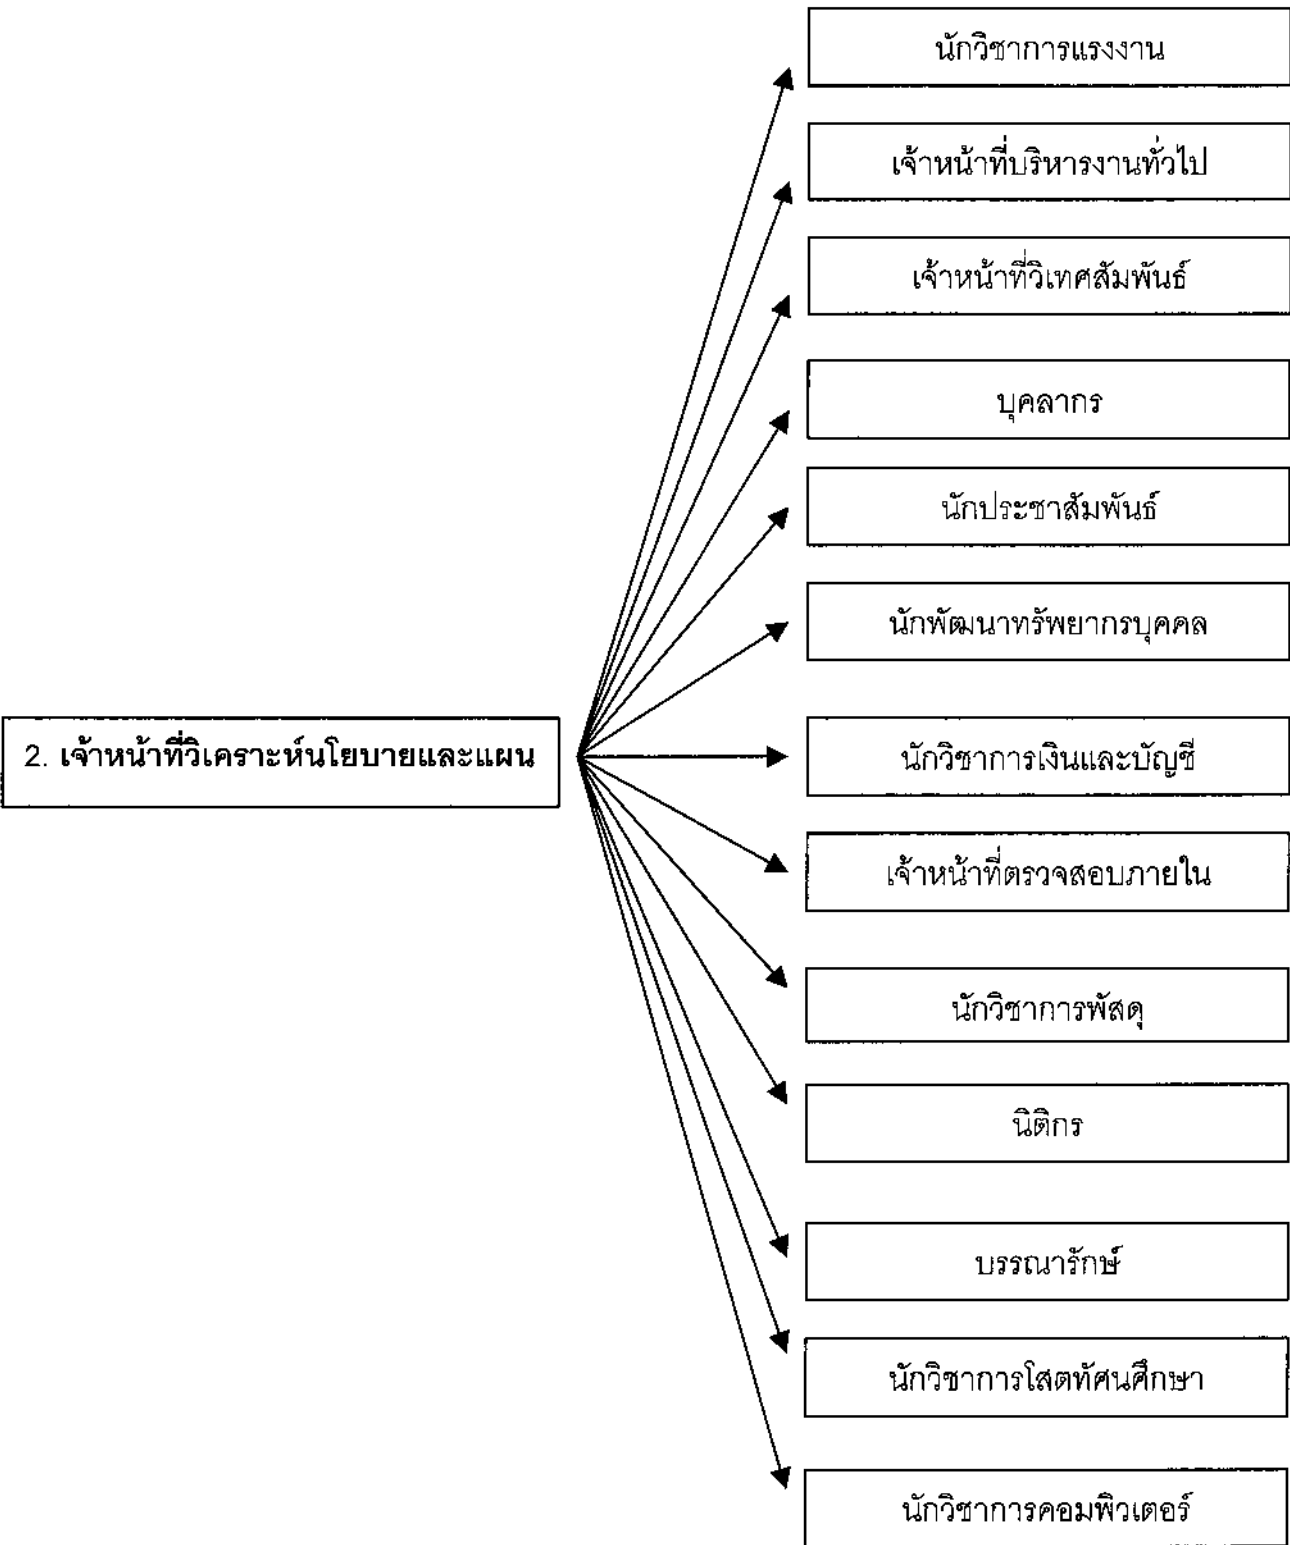 นักวิชาการแรงงาน
เจ้าหน้าที่บริหารงานทั่วไป
เจ้าหน้าที่วิเทศสัมพันธ์
บุคลากร
นักประชาสัมพันธ์
นักพัฒนาทรัพยากรบุคคล
2. เจ้าหน้าที่วิเคราะห์นโยบายและแผน
นักวิชาการเงินและบัญชี
เจ้าหน้าที่ตรวจสอบภายใน
นักวิชาการพัสดุ
นิติกร
บรรณารักษ์
นักวิชาการโสตทัศนศึกษา
นักวิชาการคอมพิวเตอร์